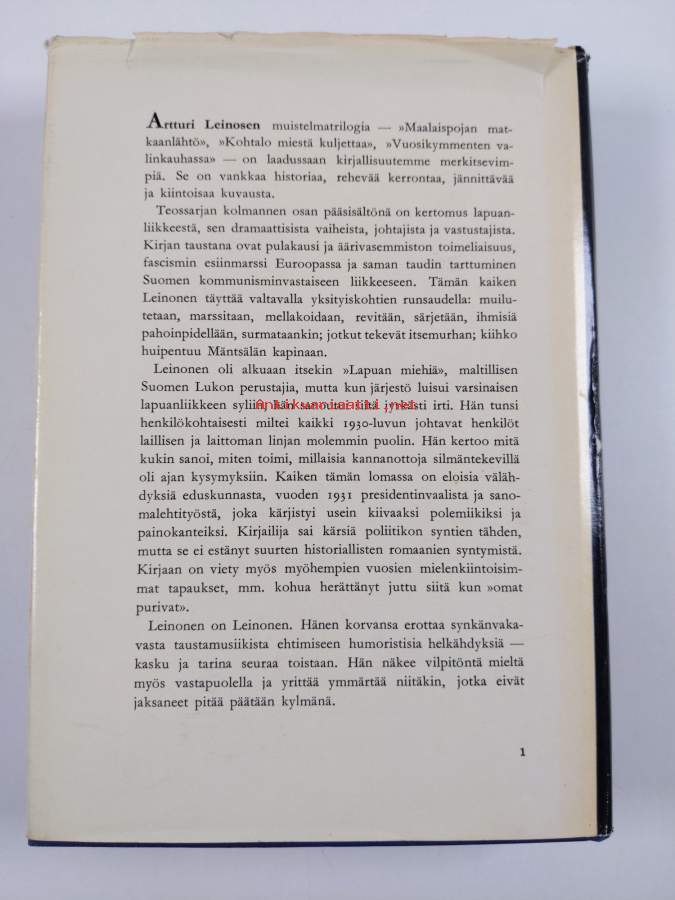 Artturi Leinosen muistelmatrilogia — »Maalaispojan mat-
kaanlähtö», »Kohtalo miestä kuljettaa», »Vuosikymmenten va-
linkauhassa» — on laadussaan kirjallisuutemme merkitsevim-
piä. Se on vankkaa historiaa, rehevää kerrontaa, jännittävää
ja kiintoisaa kuvausta.
Teossarjan kolmannen osan pääsisältönä on kertomus lapuan-
liikkeestä, sen dramaattisista vaiheista, johtajista ja vastustajista.
Kirjan taustana ovat pulakausi ja äärivasemmiston toimeliaisuus,
fascismin esiinmarssi Euroopassa ja saman taudin tarttuminen
Suomen kommunisminvastaiseen liikkeeseen. Tämän kaiken
Leinonen täyttää valtavalla yksityiskohtien runsaudella: muilu-
tetaan, marssitaan, mellakoidaan, revitään, särjetään, ihmisiä
pahoinpidellään, surmataankin; jotkut tekevät itsemurhan; kiihko
huipentuu Mäntsälän kapinaan.
Leinonen oli alkuaan itsekin »Lapuan miehiä», maltillisen
Suomen Lukon perustajia, mutta kun järjestö luisui varsinaisen
lapuanliikkeen syliin, hän sanoutui siitä jyrkästi irti. Hän tunsi
Antikvariaatti.net
henkilökohtaisesti miltei kaikki 1930-luvun johtavat henkilöt
laillisen ja laittoman linjan molemmin puolin. Hän kertoo mitä
kukin sanoi, miten toimi, millaisia kannanottoja silmäntekevillä
oli ajan kysymyksiin. Kaiken tämän lomassa on eloisia väläh-
dyksiä eduskunnasta, vuoden 1931 presidentinvaalista ja sano-
malehtityöstä, joka kärjistyi usein kiivaaksi polemiikiksi ja
painokanteiksi. Kirjailija sai kärsiä poliitikon syntien tähden,
mutta se ei estänyt suurten historiallisten romaanien syntymistä.
Kirjaan on viety myös myöhempien vuosien mielenkiintoisim-
mat tapaukset, mm. kohua herättänyt juttu siitä kun »omat
purivat».
Leinonen on Leinonen. Hänen korvansa erottaa synkänvaka-
vasta taustamusiikista ehtimiseen humoristisia helkähdyksiä —
kasku ja tarina seuraa toistaan. Hän näkee vilpitöntä mieltä
myös vastapuolella ja yrittää ymmärtää niitäkin, jotka eivät
jaksaneet pitää päätään kylmänä.
1